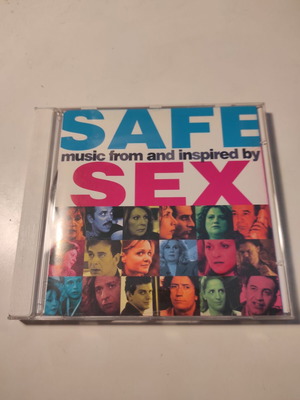 SAFE
music from and inspired by
SEX